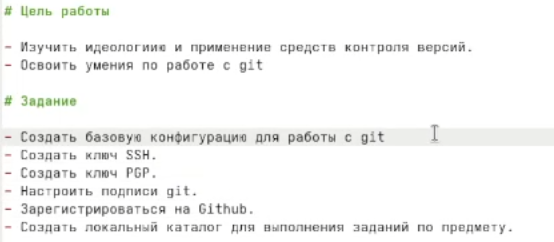 # Цель работы
- Изучить идеологиию и применение средств контроля версий.
- Освоить умения по работе с git
# Задание
- Создать базовую конфигурацию для работы с git
- Создать ключ SSH.
- Создать ключ PGP.
- Настроить подписи git.
- Зарегистрироваться на Github.
- Создать локальный каталог для выполнения заданий по предмету.